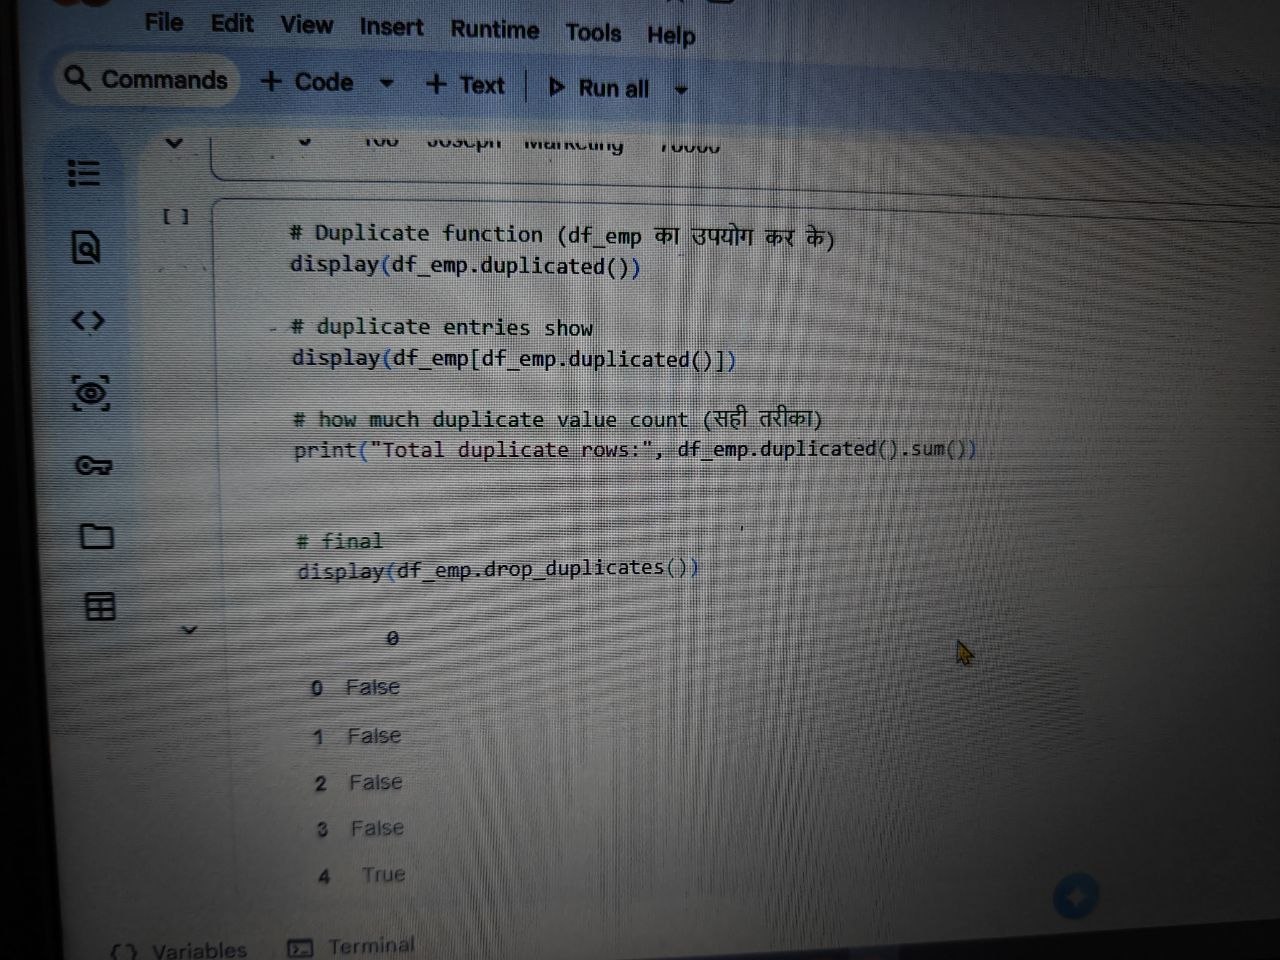 File Edit View Insert Runtime Tools Help
Commands + Code + Text Run all
[ ]
# Duplicate function (df_emp का उपयोग कर के)
display(df_emp.duplicated())
# duplicate entries show
display(df_emp[df_emp.duplicated()])
# how much duplicate value count (सही तरीका)
print("Total duplicate rows:", df_emp.duplicated().sum())
# final
display(df_emp.drop_duplicates())
0
0 False
1 False
2 False
3 False
4 True
Variables Terminal